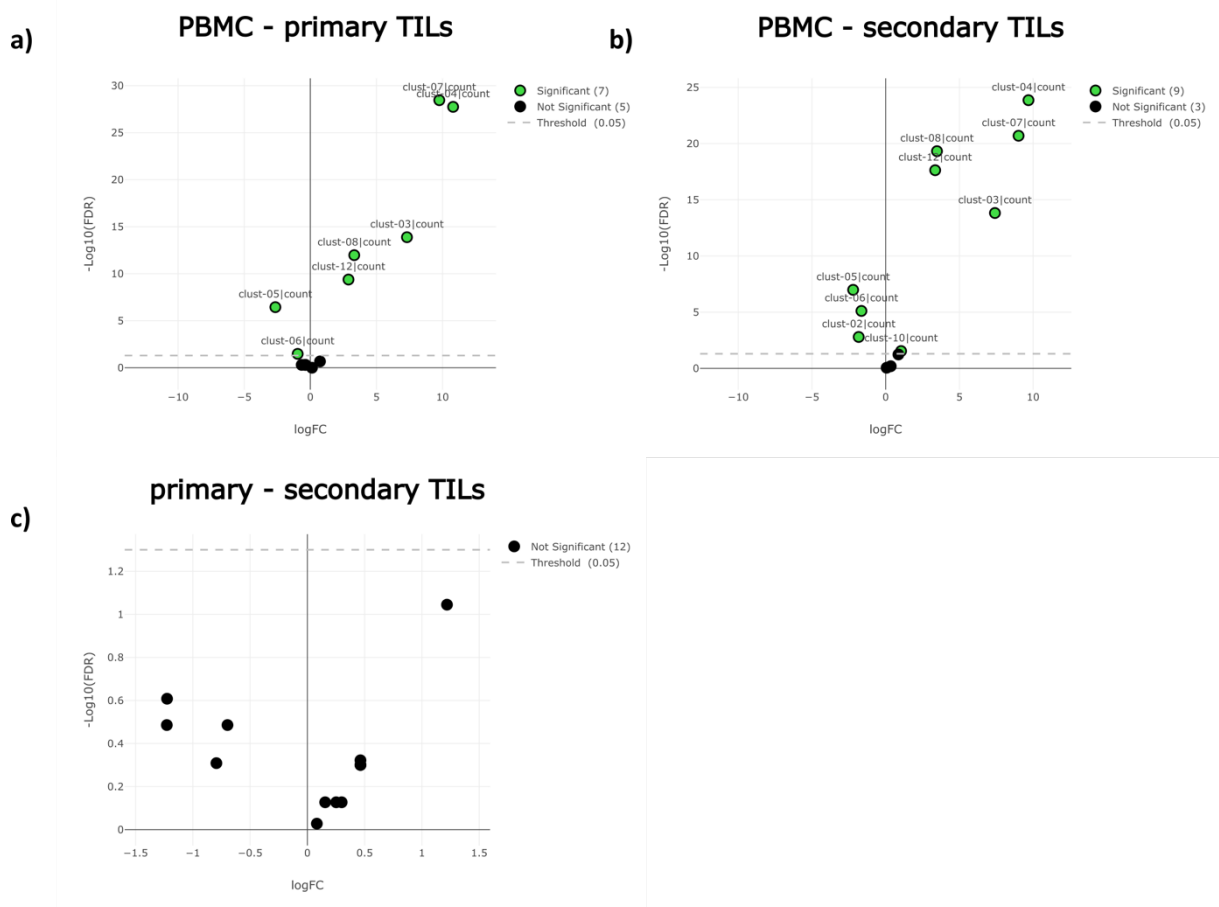 a)
PBMC - primary TILs
30
25
20
15
10
5
0
−10
−5
0
5
10
-Log10(FDR)
logFC
clust-07|count
clust-04|count
clust-03|count
clust-08|count
clust-12|count
clust-05|count
clust-06|count
Significant (7)
Not Significant (5)
Threshold (0.05)
b)
PBMC - secondary TILs
25
20
15
10
5
0
−10
−5
0
5
10
-Log10(FDR)
logFC
clust-04|count
clust-07|count
clust-08|count
clust-12|count
clust-03|count
clust-05|count
clust-06|count
clust-02|count
clust-10|count
Significant (9)
Not Significant (3)
Threshold (0.05)
c)
primary - secondary TILs
1.2
1
0.8
0.6
0.4
0.2
0
−1.5
−1
−0.5
0
0.5
1
1.5
-Log10(FDR)
logFC
Not Significant (12)
Threshold (0.05)